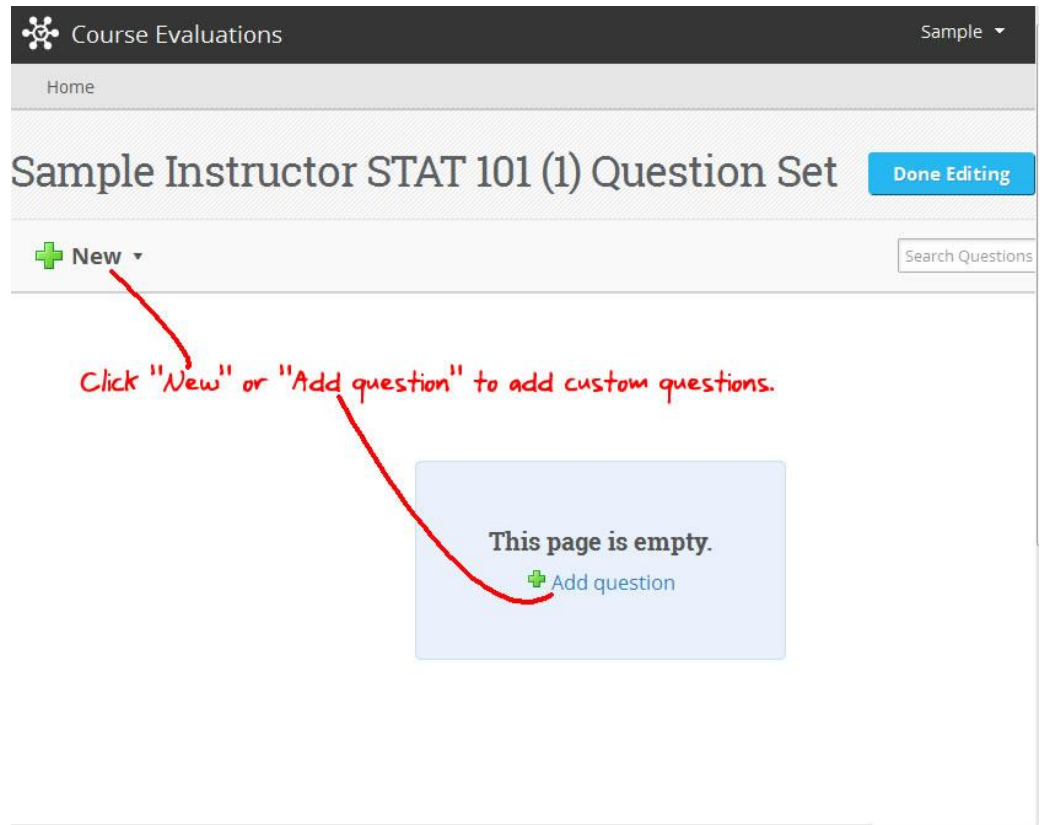 Course Evaluations
Sample
Home
Sample Instructor STAT 101 (1) Question Set
Done Editing
New
Search Questions
Click "New" or "Add question" to add custom questions.
This page is empty.
Add question